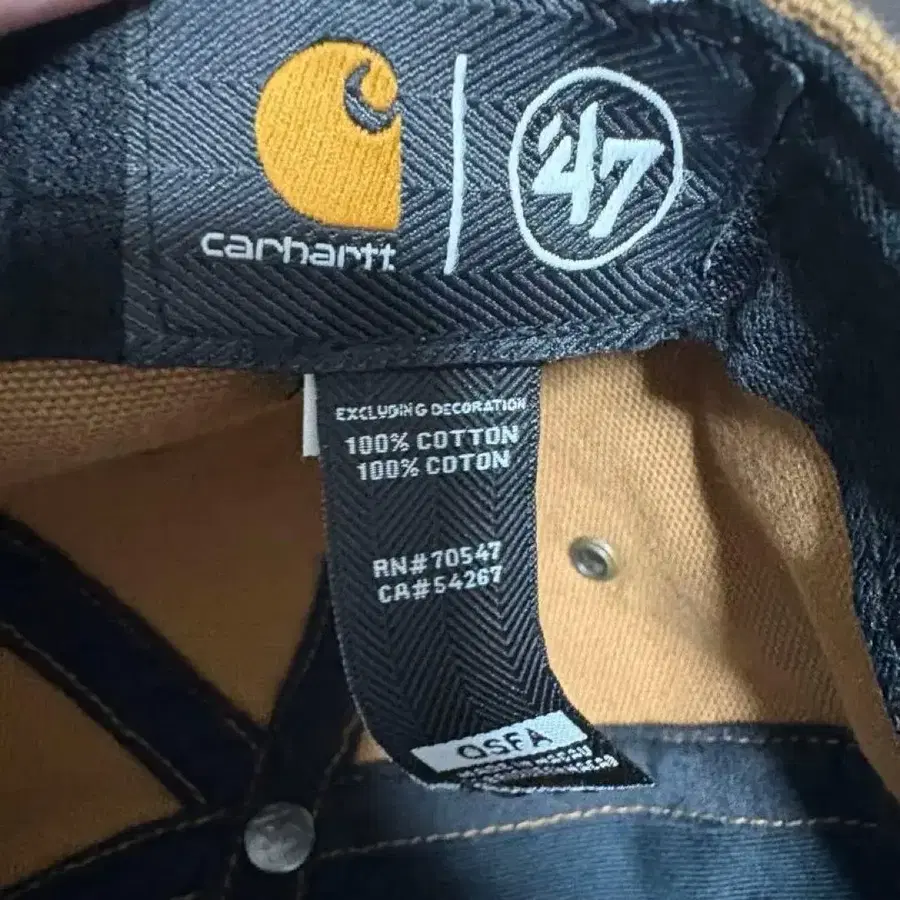 carhartt
'47
EXCLUDING DECORATION
100% COTTON
100% COTON
RN#70547
CA#54267
OSFA